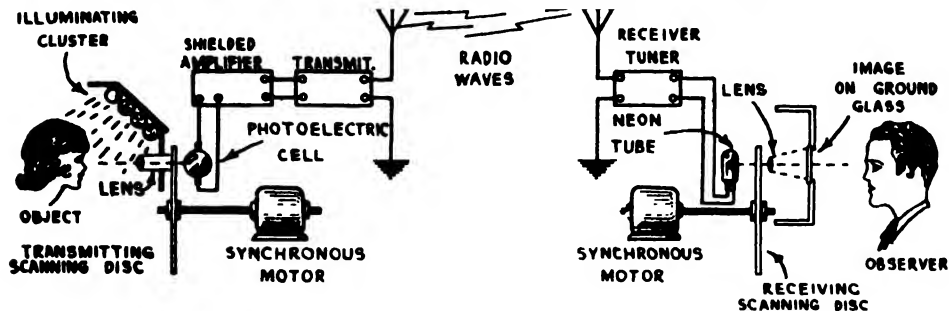 ILLUMINATING
CLUSTER
SHIELDED
AMPLIFIER
TRANSMIT.
RADIO
WAVES
RECEIVER
TUNER
IMAGE
ON GROUND
GLASS
LENS
NEON
TUBE
PHOTOELECTRIC
CELL
LENS
OBJECT
TRANSMITTING
SCANNING DISC
SYNCHRONOUS
MOTOR
SYNCHRONOUS
MOTOR
OBSERVER
RECEIVING
SCANNING DISC